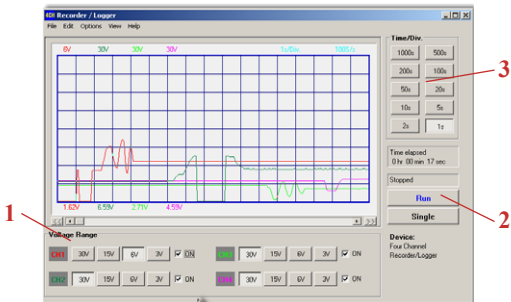 4CH Recorder / Logger
File Edit Options View Help
6V 30V 30V 30V 1s/Div 100S/s
1.62V 6.59V 2.71V 4.59V
1
Voltage Range
CH1 30V 15V 6V 3V ON
CH2 30V 15V 6V 3V ON
CH3 30V 15V 6V 3V ON
CH4 30V 15V 6V 3V ON
Time/Div.
1000s 500s
200s 100s
50s 20s
10s 5s
2s 1s
3
Time elapsed
0 hr 00 min 17 sec
Stopped
Run
Single
2
Device:
Four Channel
Recorder/Logger